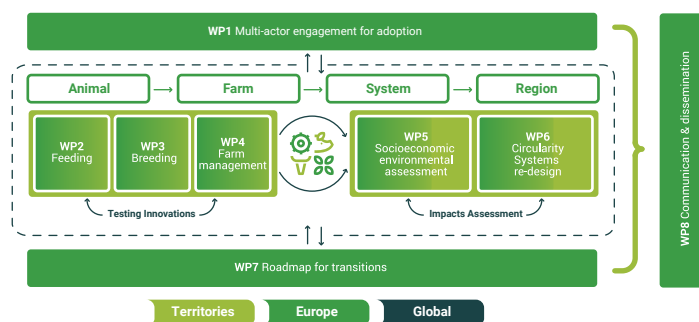 WP1 Multi-actor engagement for adoption
Animal
Farm
System
Region
WP2
Feeding
WP3
Breeding
WP4
Farm
management
WP5
Socioeconomic
environmental
assessment
WP6
Circularity
Systems
re-design
Testing Innovations
Impacts Assessment
WP7 Roadmap for transitions
WP8 Communication & dissemination
Territories
Europe
Global